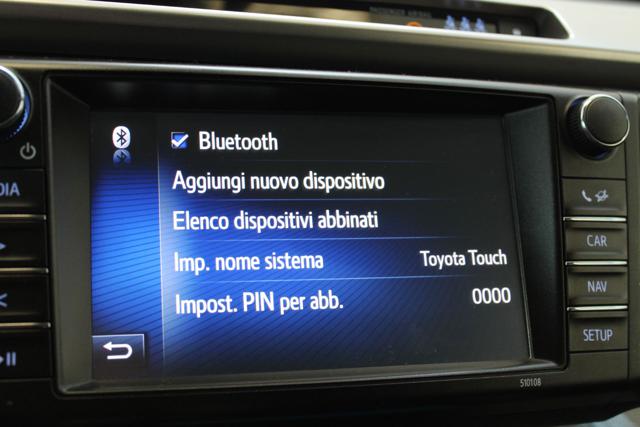 Bluetooth
Aggiungi nuovo dispositivo
Elenco dispositivi abbinati
Imp. nome sistema Toyota Touch
Impost. PIN per abb. 0000
DIA
CAR
NAV
SETUP
510108